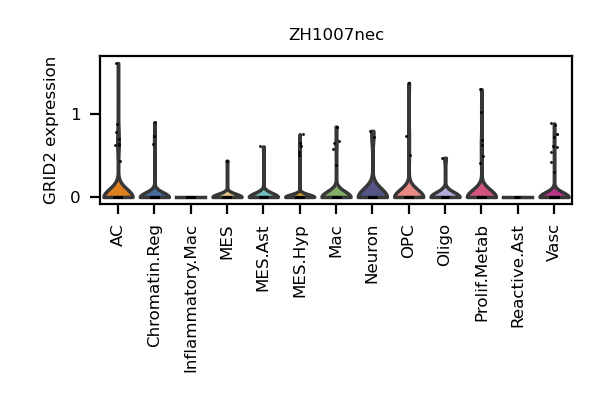 ZH1007nec
GRID2 expression
1
0
AC
Chromatin.Reg
Inflammatory.Mac
MES
MES.Ast
MES.Hyp
Mac
Neuron
OPC
Oligo
Prolif.Metab
Reactive.Ast
Vasc